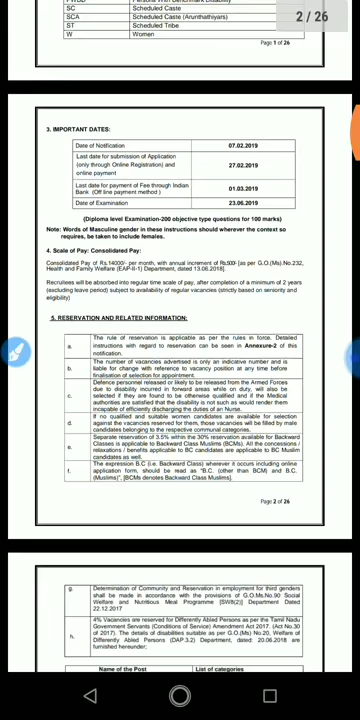 SC Scheduled Caste
SCA Scheduled Caste (Arunthathiyars)
ST Scheduled Tribe
W Women
2 / 26
Page 1 of 26
3. IMPORTANT DATES:
Date of Notification 07.02.2019
Last date for submission of Application
(only through Online Registration) and 27.02.2019
online payment
Last date for payment of Fee through Indian 01.03.2019
Bank (Off line payment method )
Date of Examination 23.06.2019
(Diploma level Examination-200 objective type questions for 100 marks)
Note: Words of Masculine gender in these instructions should wherever the context so
requires, be taken to include females.
4. Scale of Pay: Consolidated Pay:
Consolidated Pay of Rs.14000/- per month, with annual increment of Rs.500/- [as per G.O.(Ms).No.232,
Health and Family Welfare (EAP-II-1) Department, dated 13.06.2018].
Recruitees will be absorbed into regular time scale of pay, after completion of a minimum of 2 years
(excluding leave period) subject to availability of regular vacancies (strictly based on seniority and
eligibility)
5. RESERVATION AND RELATED INFORMATION:
a. The rule of reservation is applicable as per the rules in force. Detailed
instructions with regard to reservation can be seen in Annexure-2 of this
notification.
b. The number of vacancies advertised is only an indicative number and is
liable for change with reference to vacancy position at any time before
finalisation of selection for appointment.
c. Defence personnel released or likely to be released from the Armed Forces
due to disability incurred in forward areas while on duty, will also be
selected if they are found to be otherwise qualified and if the Medical
authorities are satisfied that the disability is not such as would render them
incapable of efficiently discharging the duties of an Nurse.
d. If no qualified and suitable women candidates are available for selection
against the vacancies reserved for them, those vacancies will be filled by male
candidates belonging to the respective communal categories.
e. Separate reservation of 3.5% within the 30% reservation available for Backward
Classes is applicable to Backward Class Muslims (BCMs). All the concessions /
relaxations / benefits applicable to BC candidates are applicable to BC Muslim
candidates as well.
f. The expression B.C (i.e. Backward Class) wherever it occurs including online
application form, should be read as "B.C. (other than BCM) and B.C.
(Muslims)", [BCMs denotes Backward Class Muslims].
Page 2 of 26
g. Determination of Community and Reservation in employment for third genders
shall be made in accordance with the provisions of G.O.Ms.No.90 Social
Welfare and Nutritious Meal Programme [SW8(2)] Department Dated
22.12.2017
h. 4% Vacancies are reserved for Differently Abled Persons as per the Tamil Nadu
Government Servants (Conditions of Service) Amendment Act 2017. (Act No.30
of 2017). The details of disabilities suitable as per G.O.(Ms) No.20, Welfare of
Differently Abled Persons (DAP.3.2) Department, dated: 20.06.2018 are
furnished hereunder;
Name of the Post List of categories